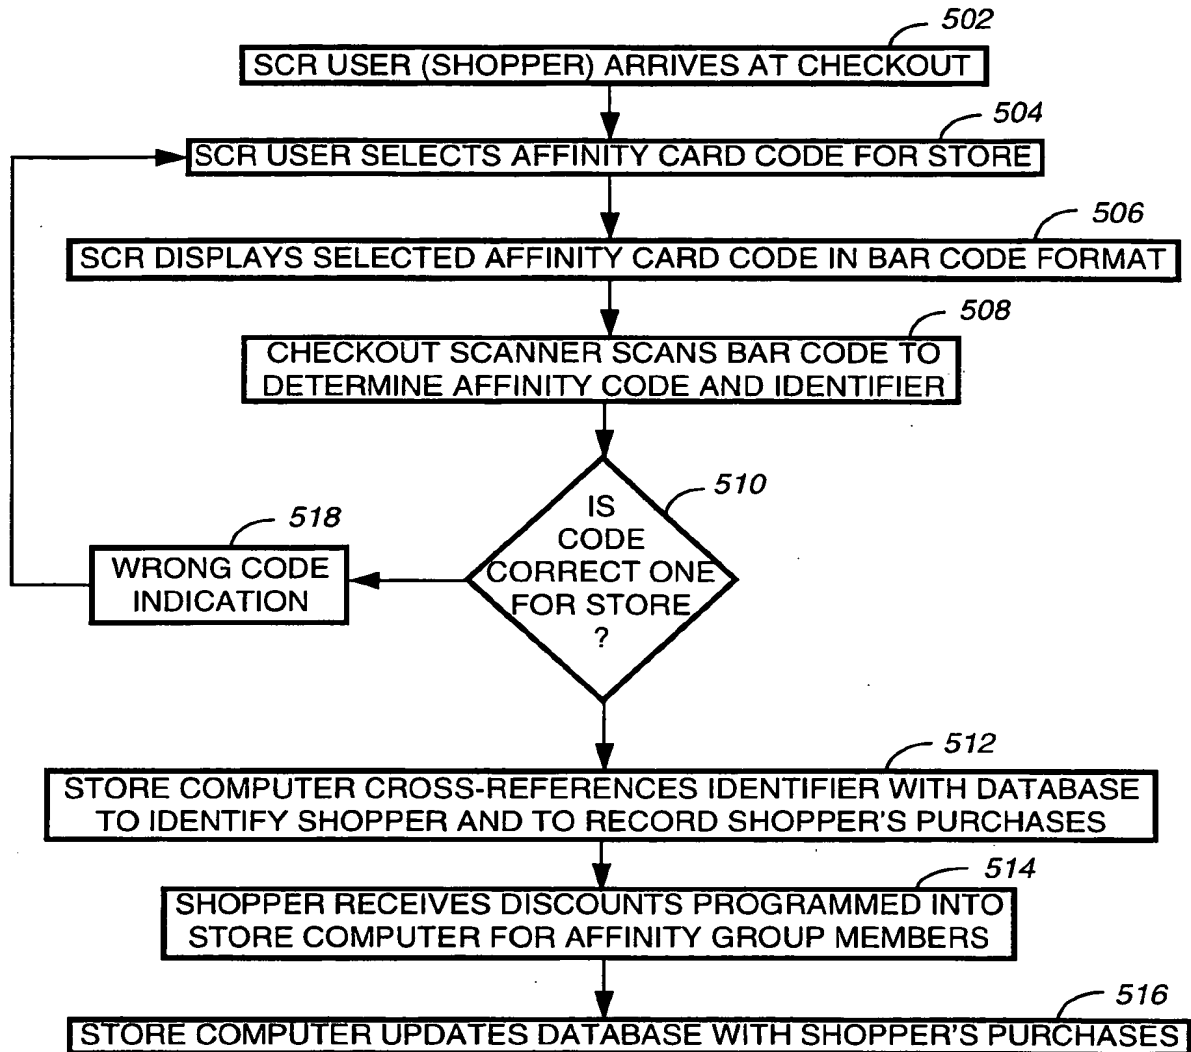 502
SCR USER (SHOPPER) ARRIVES AT CHECKOUT
504
SCR USER SELECTS AFFINITY CARD CODE FOR STORE
506
SCR DISPLAYS SELECTED AFFINITY CARD CODE IN BAR CODE FORMAT
508
CHECKOUT SCANNER SCANS BAR CODE TO
DETERMINE AFFINITY CODE AND IDENTIFIER
510
IS
CODE
CORRECT ONE
FOR STORE
?
518
WRONG CODE
INDICATION
512
STORE COMPUTER CROSS-REFERENCES IDENTIFIER WITH DATABASE
TO IDENTIFY SHOPPER AND TO RECORD SHOPPER'S PURCHASES
514
SHOPPER RECEIVES DISCOUNTS PROGRAMMED INTO
STORE COMPUTER FOR AFFINITY GROUP MEMBERS
516
STORE COMPUTER UPDATES DATABASE WITH SHOPPER'S PURCHASES